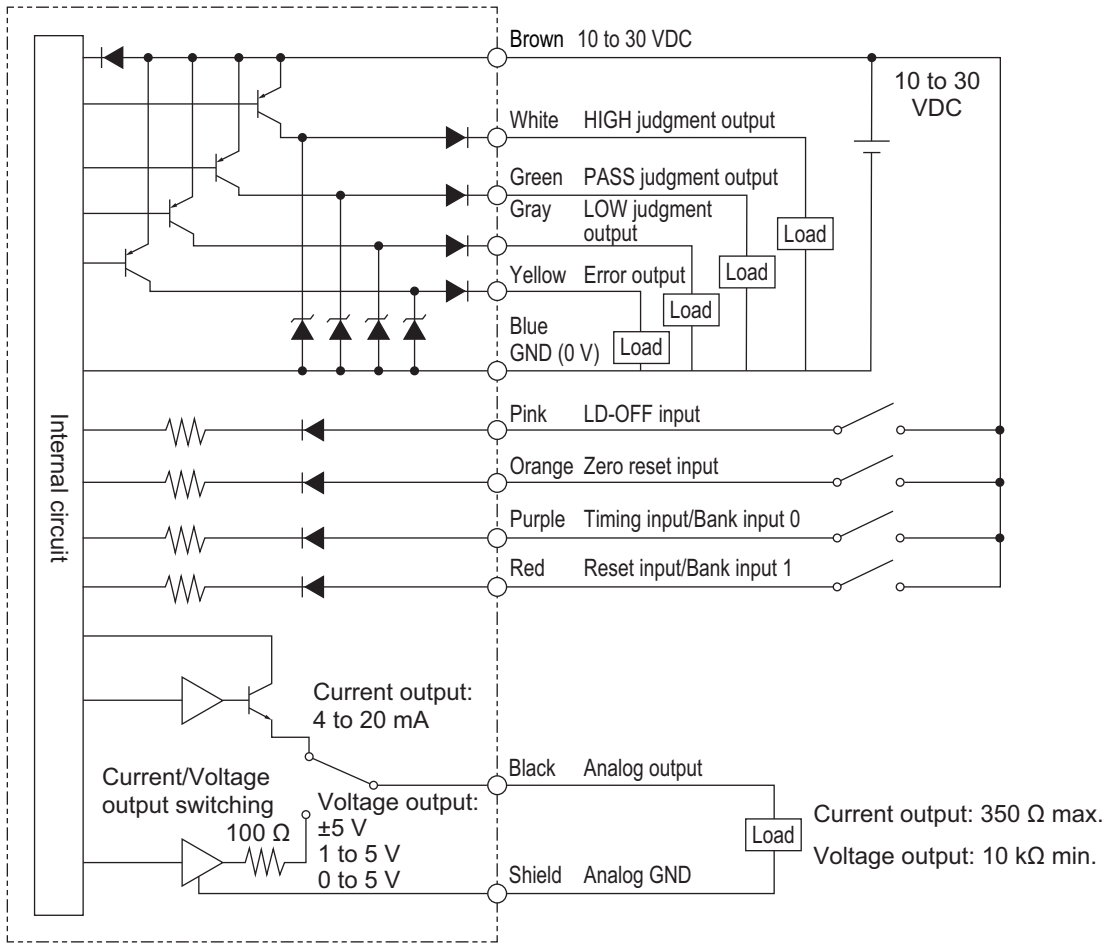 Brown 10 to 30 VDC
10 to 30
VDC
White HIGH judgment output
Green PASS judgment output
Gray LOW judgment
output
Yellow Error output
Load
Load
Load
Load
Blue
GND (0 V)
Internal circuit
Pink LD-OFF input
Orange Zero reset input
Purple Timing input/Bank input 0
Red Reset input/Bank input 1
Current output:
4 to 20 mA
Current/Voltage
output switching
100 Ω
Voltage output:
±5 V
1 to 5 V
0 to 5 V
Black Analog output
Shield Analog GND
Load
Current output: 350 Ω max.
Voltage output: 10 kΩ min.